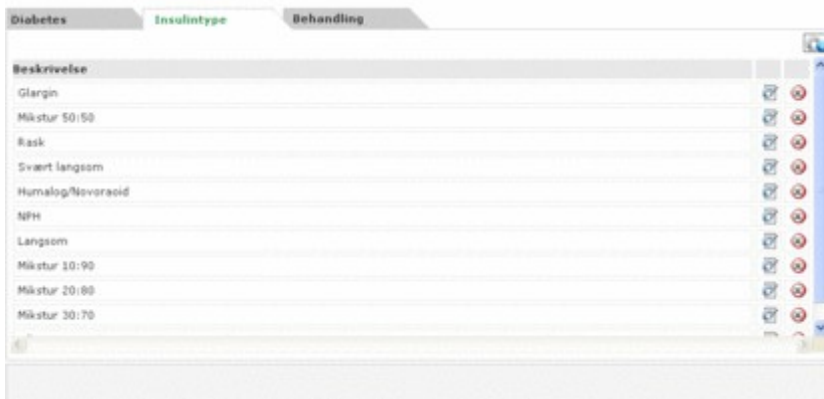 Diabetes Insulintype Behandling
Beskrivelse
Glargin
Mikstur 50:50
Rask
Svært langsom
Humalog/Novorapid
NPH
Langsom
Mikstur 10:90
Mikstur 20:80
Mikstur 30:70